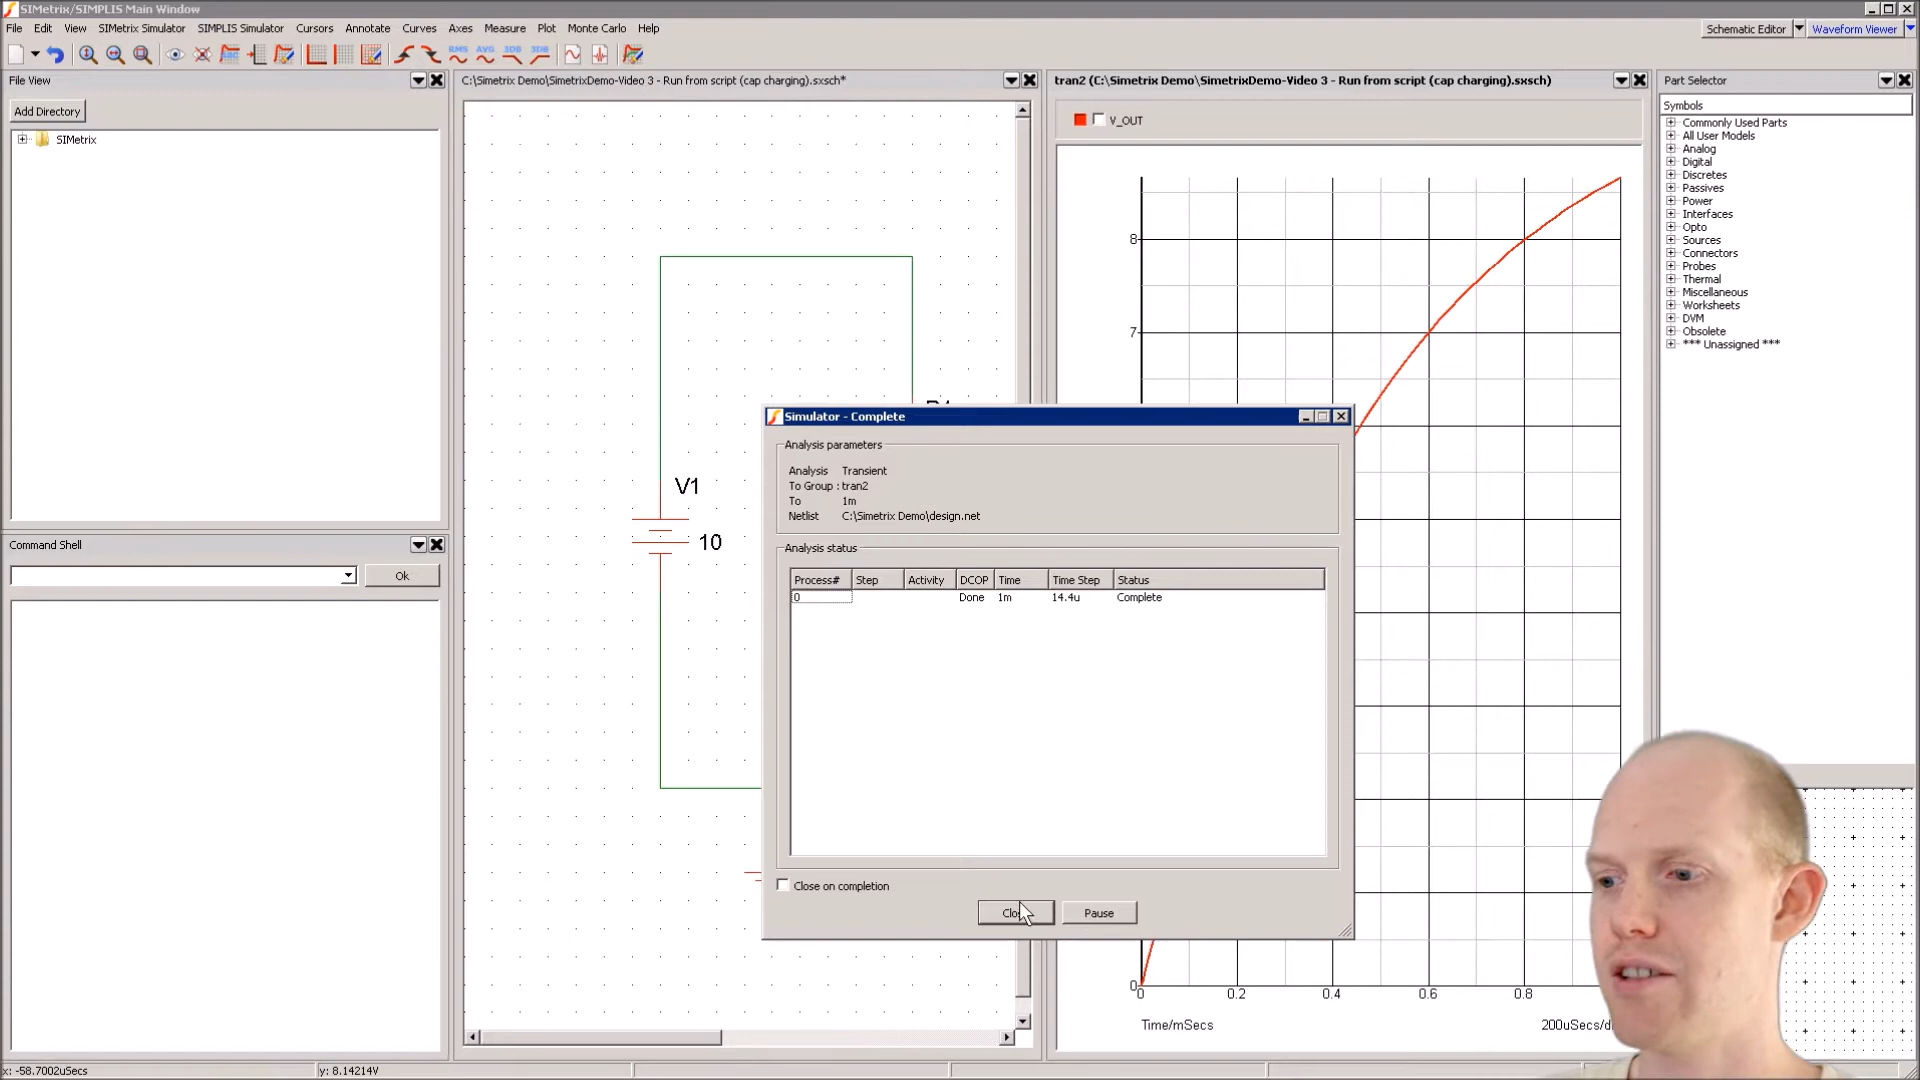 SIMetrix/SIMPLIS Main Window
File Edit View SIMetrix Simulator SIMPLIS Simulator Cursors Annotate Curves Axes Measure Plot Monte Carlo Help
Schematic Editor Waveform Viewer
ABC RMS AVG 3DB 3DB
File View
C:\Simetrix Demo\SimetrixDemo-Video 3 - Run from script (cap charging).sxsch*
tran2 (C:\Simetrix Demo\SimetrixDemo-Video 3 - Run from script (cap charging).sxsch)
Part Selector
Add Directory
SIMetrix
V_OUT
Symbols
Commonly Used Parts
All User Models
Analog
Digital
Discretes
Passives
Power
Interfaces
Opto
Sources
Connectors
Probes
Thermal
Miscellaneous
Worksheets
DVM
Obsolete
*** Unassigned ***
8
7
V1
10
Simulator - Complete
Analysis parameters
Analysis Transient
To Group : tran2
To 1m
Netlist C:\Simetrix Demo\design.net
Analysis status
Process# Step Activity DCOP Time Time Step Status
0 Done 1m 14.4u Complete
Close on completion
Pause
Command Shell
Ok
0
0 0.2 0.4 0.6 0.8
Time/mSecs
x: -58.7002uSecs
y: 8.14214V